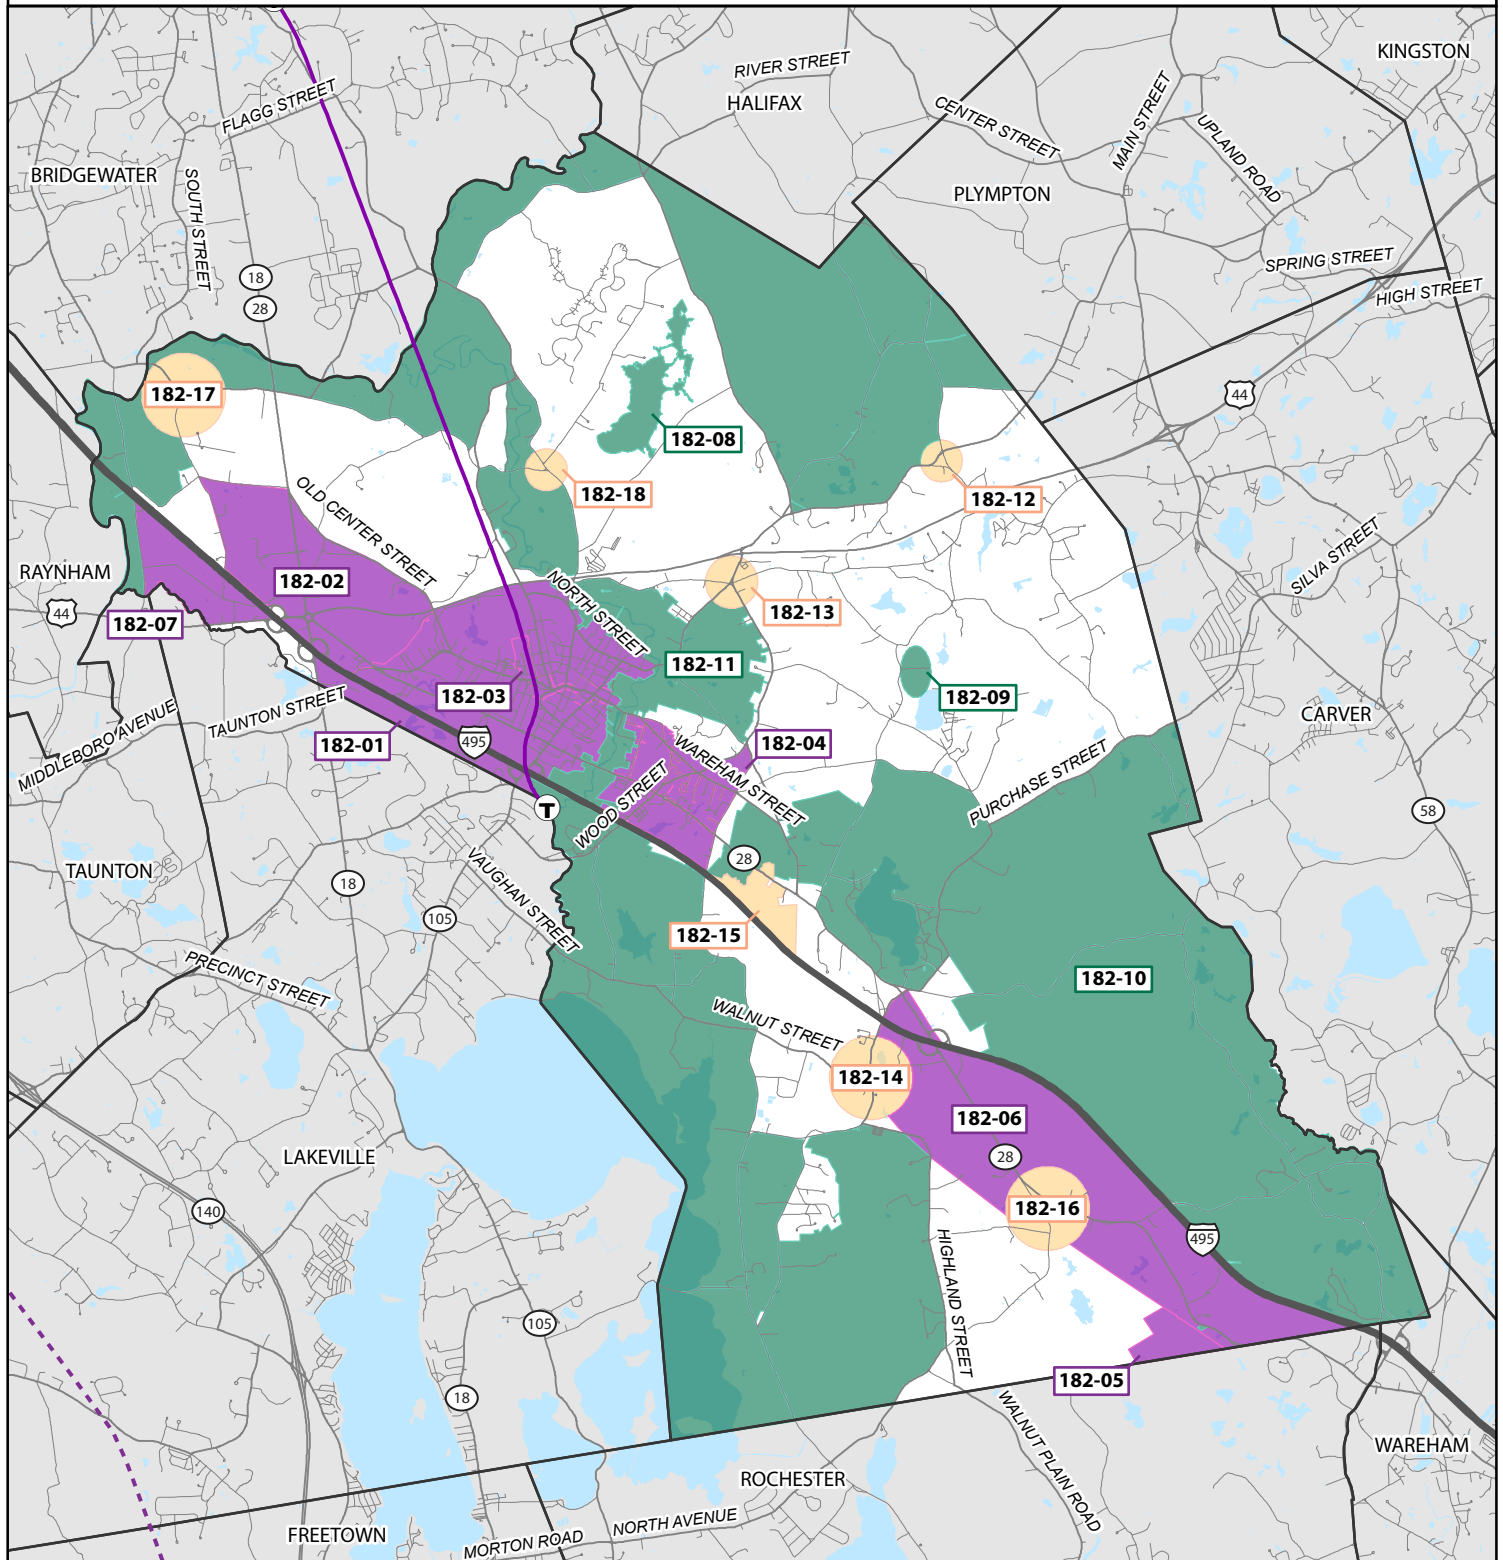 KINGSTON
RIVER STREET
HALIFAX
CENTER STREET
MAIN STREET
UPLAND ROAD
FLAGG STREET
BRIDGEWATER
SOUTH STREET
PLYMPTON
SPRING STREET
HIGH STREET
18
28
44
182-17
182-08
182-18
182-12
OLD CENTER STREET
SILVA STREET
RAYNHAM
44
182-02
NORTH STREET
182-07
182-13
182-11
182-03
182-09
TAUNTON STREET
MIDDLEBORO AVENUE
182-01
495
WAREHAM STREET
182-04
CARVER
PURCHASE STREET
T
WOOD STREET
58
28
TAUNTON
18
VAUGHAN STREET
105
182-15
PRECINCT STREET
182-10
WALNUT STREET
182-14
182-06
28
LAKEVILLE
140
182-16
495
HIGHLAND STREET
105
182-05
18
WALNUT PLAIN ROAD
WAREHAM
ROCHESTER
FREETOWN
NORTH AVENUE
MORTON ROAD